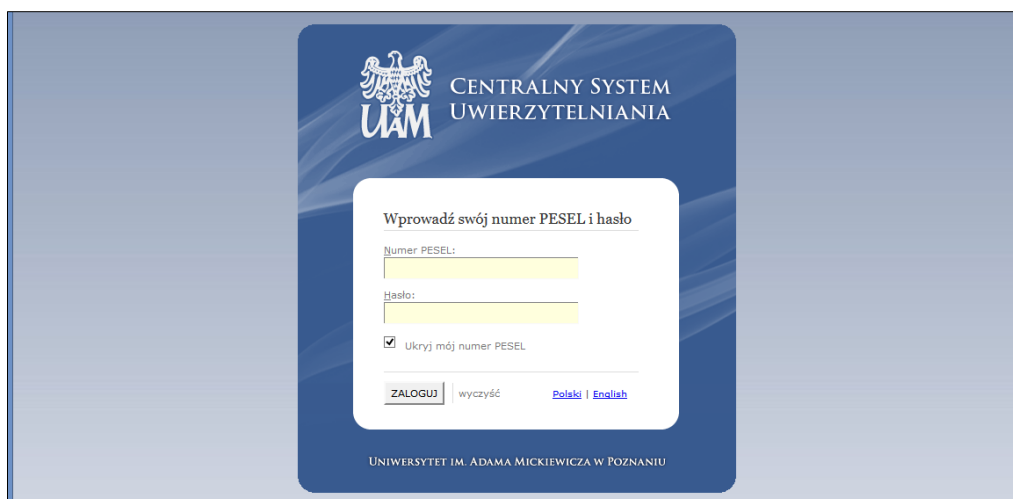 UAM
CENTRALNY SYSTEM
UWIERZYTELNIANIA
Wprowadź swój numer PESEL i hasło
Numer PESEL:
Hasło:
Ukryj mój numer PESEL
ZALOGUJ wyczyść Polski | English
UNIWERSYTET IM. ADAMA MICKIEWICZA W POZNANIU